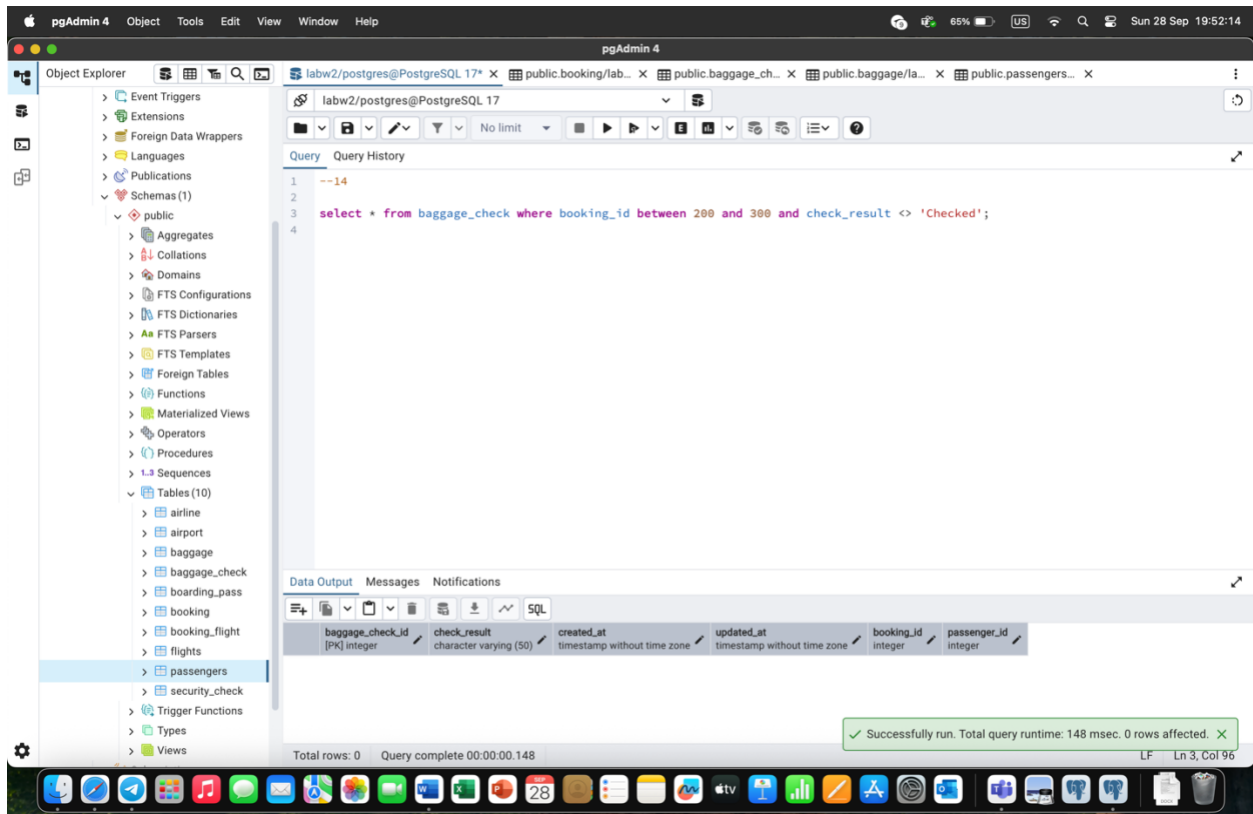 pgAdmin 4 Object Tools Edit View Window Help 65% US Sun 28 Sep 19:52:14
pgAdmin 4
Object Explorer
labw2/postgres@PostgreSQL 17* public.booking/lab... public.baggage_ch... public.baggage/la... public.passengers...
Event Triggers
Extensions
Foreign Data Wrappers
Languages
Publications
Schemas (1)
public
Aggregates
Collations
Domains
FTS Configurations
FTS Dictionaries
Aa FTS Parsers
FTS Templates
Foreign Tables
Functions
Materialized Views
Operators
Procedures
1..3 Sequences
Tables (10)
airline
airport
baggage
baggage_check
boarding_pass
booking
booking_flight
flights
passengers
security_check
Trigger Functions
Types
Views
labw2/postgres@PostgreSQL 17
No limit
Query Query History
1 --14
2
3 select * from baggage_check where booking_id between 200 and 300 and check_result <> 'Checked';
4
Data Output Messages Notifications
SQL
baggage_check_id check_result created_at updated_at booking_id passenger_id
[PK] integer character varying (50) timestamp without time zone timestamp without time zone integer integer
Successfully run. Total query runtime: 148 msec. 0 rows affected.
Total rows: 0 Query complete 00:00:00.148 LF Ln 3, Col 96
SEP
28
tv